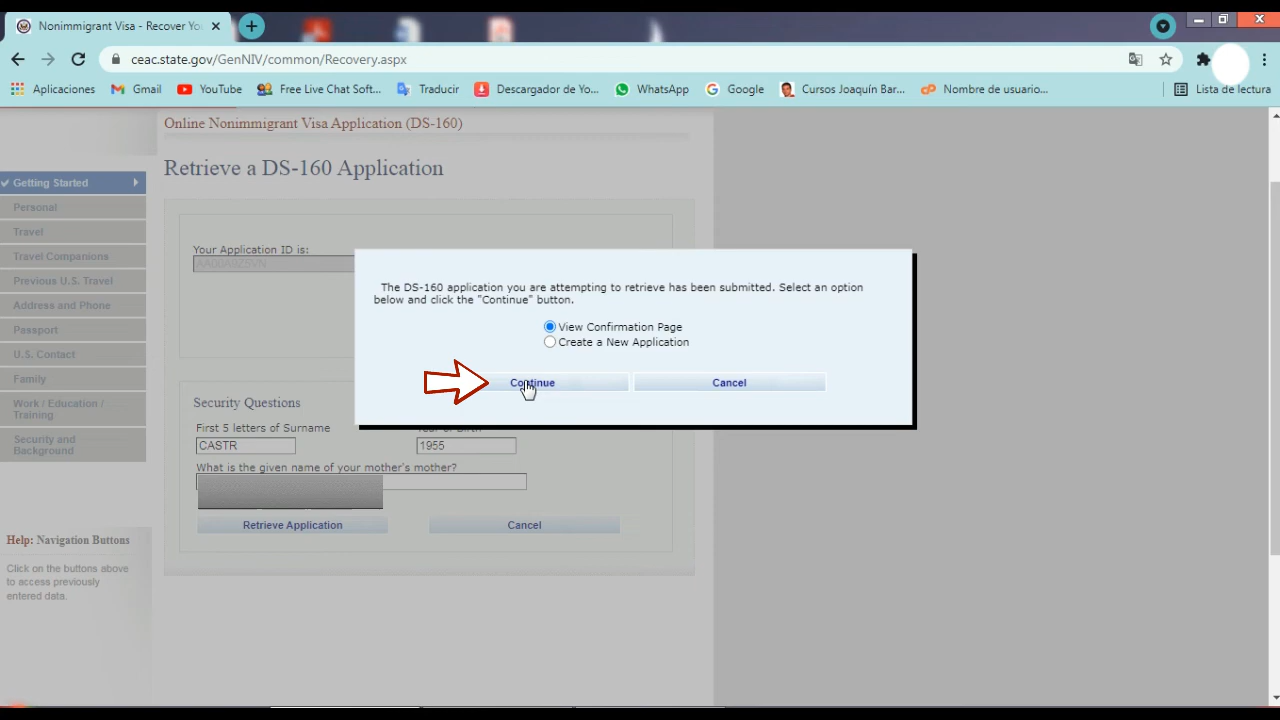 Nonimmigrant Visa - Recover Yo
ceac.state.gov/GenNIV/common/Recovery.aspx
Aplicaciones
Gmail
YouTube
Free Live Chat Soft...
Traducir
Descargador de Yo...
WhatsApp
Google
Cursos Joaquín Bar...
Nombre de usuario...
Lista de lectura
Online Nonimmigrant Visa Application (DS-160)
Retrieve a DS-160 Application
Getting Started
Personal
Travel
Travel Companions
Previous U.S. Travel
Address and Phone
Passport
U.S. Contact
Family
Work / Education /
Training
Security and
Background
Help: Navigation Buttons
Click on the buttons above
to access previously
entered data.
Your Application ID is:
The DS-160 application you are attempting to retrieve has been submitted. Select an option
below and click the "Continue" button.
View Confirmation Page
Create a New Application
Continue
Cancel
Security Questions
First 5 letters of Surname
Year of Birth
CASTR
1955
What is the given name of your mother's mother?
Retrieve Application
Cancel